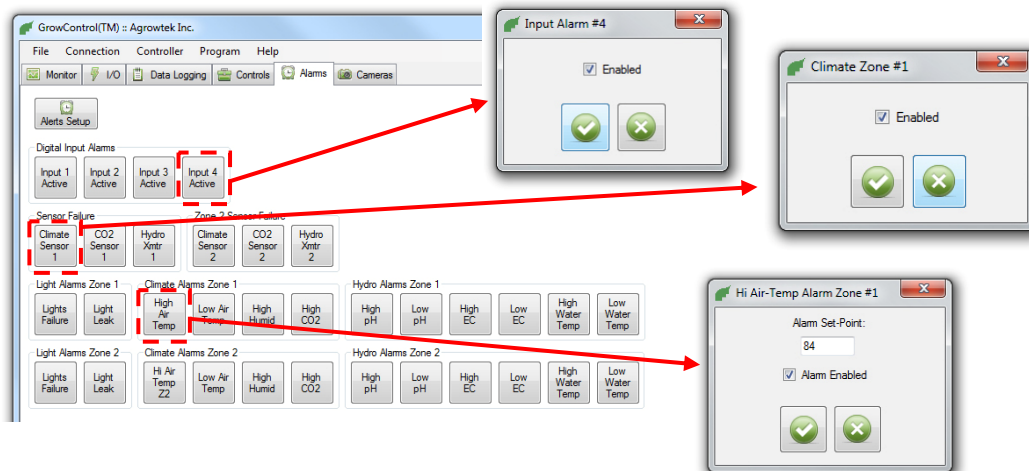 GrowControl(TM) :: Agrowtek Inc.
File Connection Controller Program Help
Monitor I/O Data Logging Controls Alarms Cameras
Alerts Setup
Digital Input Alarms
Input 1 Active
Input 2 Active
Input 3 Active
Input 4 Active
Sensor Failure
Climate Sensor 1
CO2 Sensor 1
Hydro Xmtr 1
Zone 2 Sensor Failure
Climate Sensor 2
CO2 Sensor 2
Hydro Xmtr 2
Light Alarms Zone 1
Lights Failure
Light Leak
Climate Alarms Zone 1
High Air Temp
Low Air Temp
High Humid
High CO2
Hydro Alarms Zone 1
High pH
Low pH
High EC
Low EC
High Water Temp
Low Water Temp
Light Alarms Zone 2
Lights Failure
Light Leak
Climate Alarms Zone 2
Hi Air Temp Z2
Low Air Temp
High Humid
High CO2
Hydro Alarms Zone 2
High pH
Low pH
High EC
Low EC
High Water Temp
Low Water Temp
Input Alarm #4
Enabled
Climate Zone #1
Enabled
Hi Air-Temp Alarm Zone #1
Alarm Set-Point:
84
Alarm Enabled